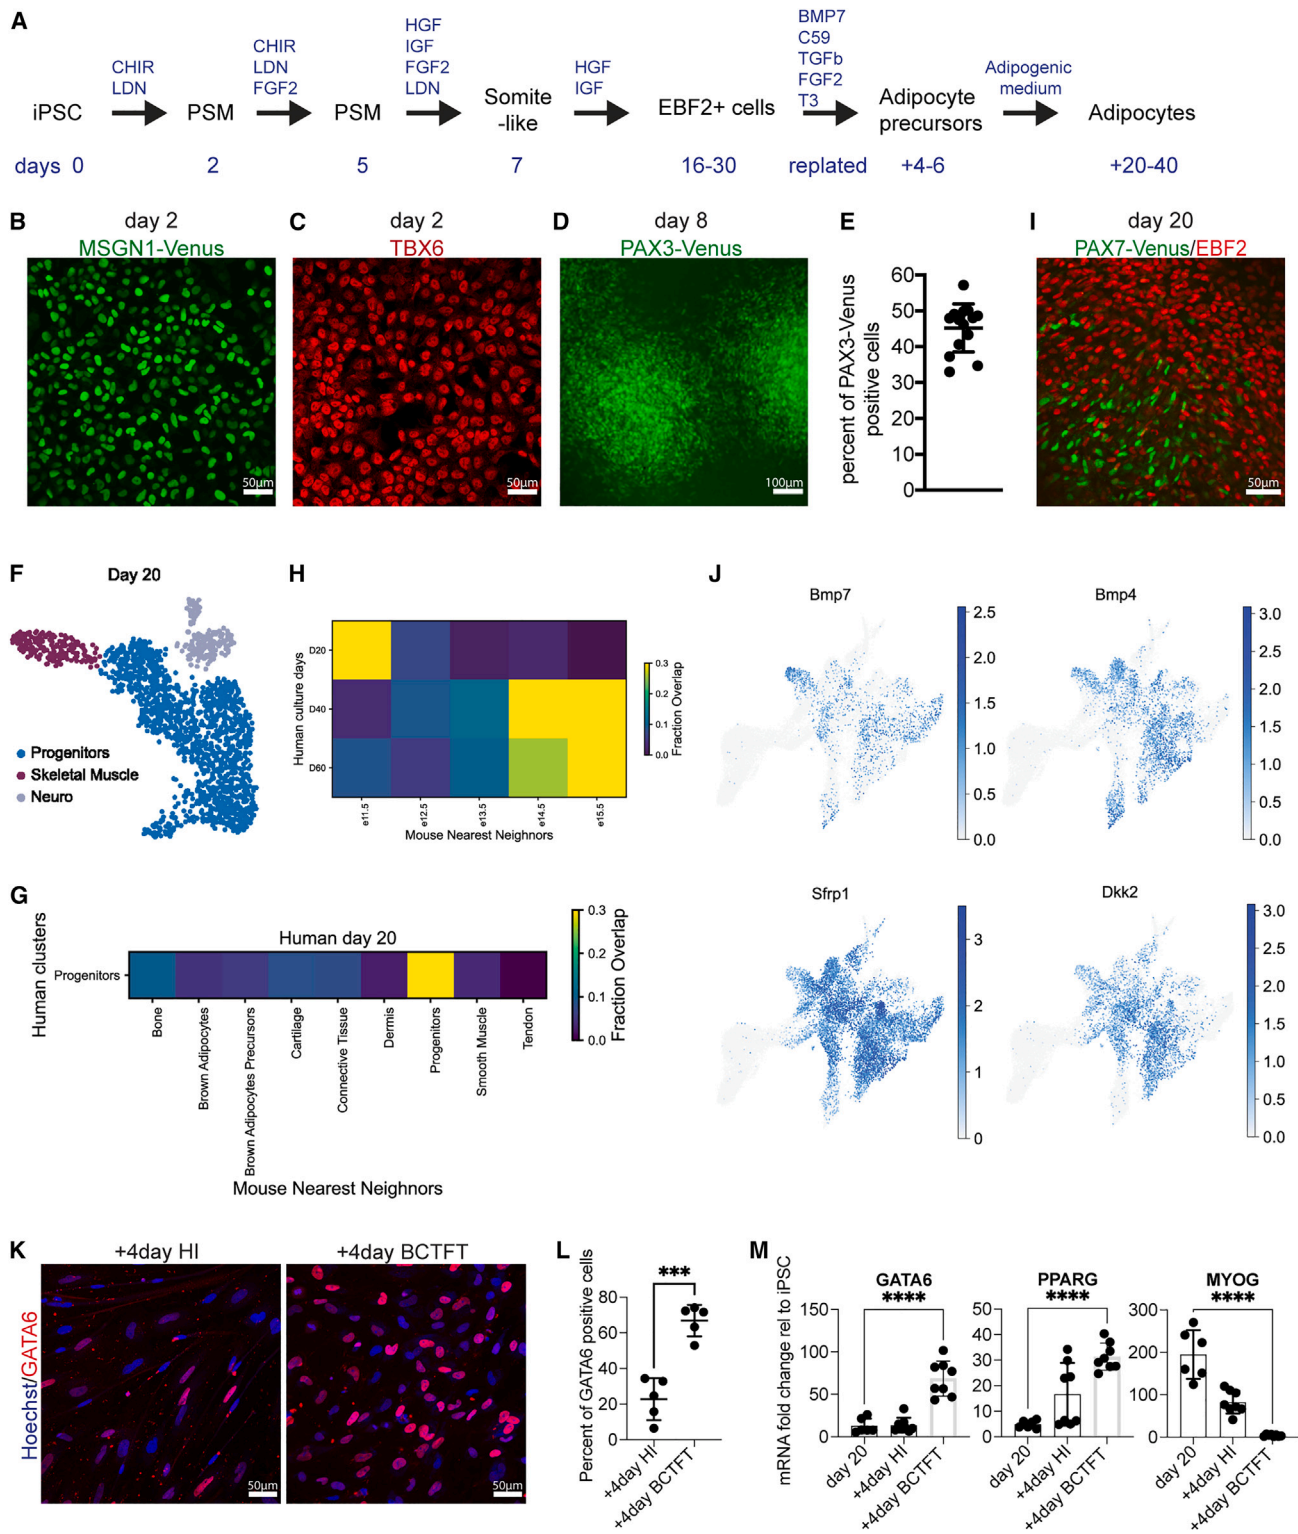 A
CHIR
LDN
CHIR
LDN
FGF2
HGF
IGF
FGF2
LDN
HGF
IGF
BMP7
C59
TGFb
FGF2
T3
Adipogenic
medium
iPSC
PSM
PSM
Somite
-like
EBF2+ cells
Adipocyte
precursors
Adipocytes
days 0
2
5
7
16-30
replated
+4-6
+20-40
B
day 2
MSGN1-Venus
50µm
C
day 2
TBX6
50µm
D
day 8
PAX3-Venus
100µm
E
percent of PAX3-Venus
positive cells
60
50
40
30
20
10
0
I
day 20
PAX7-Venus/EBF2
50µm
F
Day 20
Progenitors
Skeletal Muscle
Neuro
H
Human culture days
D20
D40
D60
e11.5
e12.5
e13.5
e14.5
e15.5
Mouse Nearest Neighnors
0.3
0.2
0.1
0.0
Fraction Overlap
G
Human clusters
Human day 20
Progenitors
Bone
Brown Adipocytes
Brown Adipocytes Precursors
Cartilage
Connective Tissue
Dermis
Progenitors
Smooth Muscle
Tendon
Mouse Nearest Neighnors
0.3
0.2
0.1
0.0
Fraction Overlap
J
Bmp7
2.5
2.0
1.5
1.0
0.5
0.0
Bmp4
3.0
2.5
2.0
1.5
1.0
0.5
0.0
Sfrp1
3
2
1
0
Dkk2
3.0
2.5
2.0
1.5
1.0
0.5
0.0
K
Hoechst/GATA6
+4day HI
50µm
+4day BCTFT
50µm
L
Percent of GATA6 positive cells
***
80
60
40
20
0
+4day HI
+4day BCTFT
M
mRNA fold change rel to iPSC
GATA6
****
150
100
50
0
day 20
+4day HI
+4day BCTFT
PPARG
****
50
40
30
20
10
0
day 20
+4day HI
+4day BCTFT
MYOG
****
300
200
100
0
day 20
+4day HI
+4day BCTFT